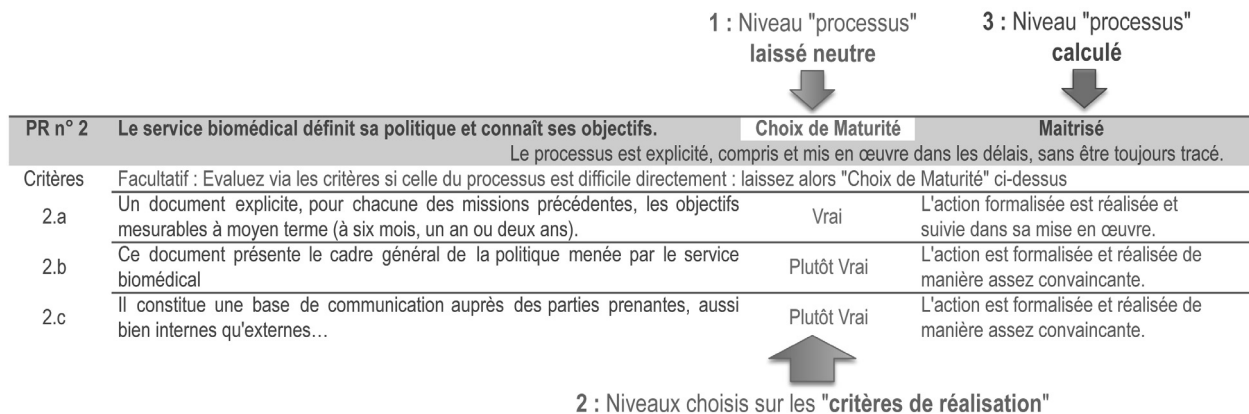 1 : Niveau "processus" laissé neutre
3 : Niveau "processus" calculé
PR n° 2 Le service biomédical définit sa politique et connaît ses objectifs. Choix de Maturité Maitrisé
Le processus est explicité, compris et mis en œuvre dans les délais, sans être toujours tracé.
Critères Facultatif : Evaluez via les critères si celle du processus est difficile directement : laissez alors "Choix de Maturité" ci-dessus
2.a
Un document explicite, pour chacune des missions précédentes, les objectifs
mesurables à moyen terme (à six mois, un an ou deux ans).
Vrai
L'action formalisée est réalisée et
suivie dans sa mise en œuvre.
2.b
Ce document présente le cadre général de la politique menée par le service
biomédical
Plutôt Vrai
L'action est formalisée et réalisée de
manière assez convaincante.
2.c
Il constitue une base de communication auprès des parties prenantes, aussi
bien internes qu'externes…
Plutôt Vrai
L'action est formalisée et réalisée de
manière assez convaincante.
2 : Niveaux choisis sur les "critères de réalisation"